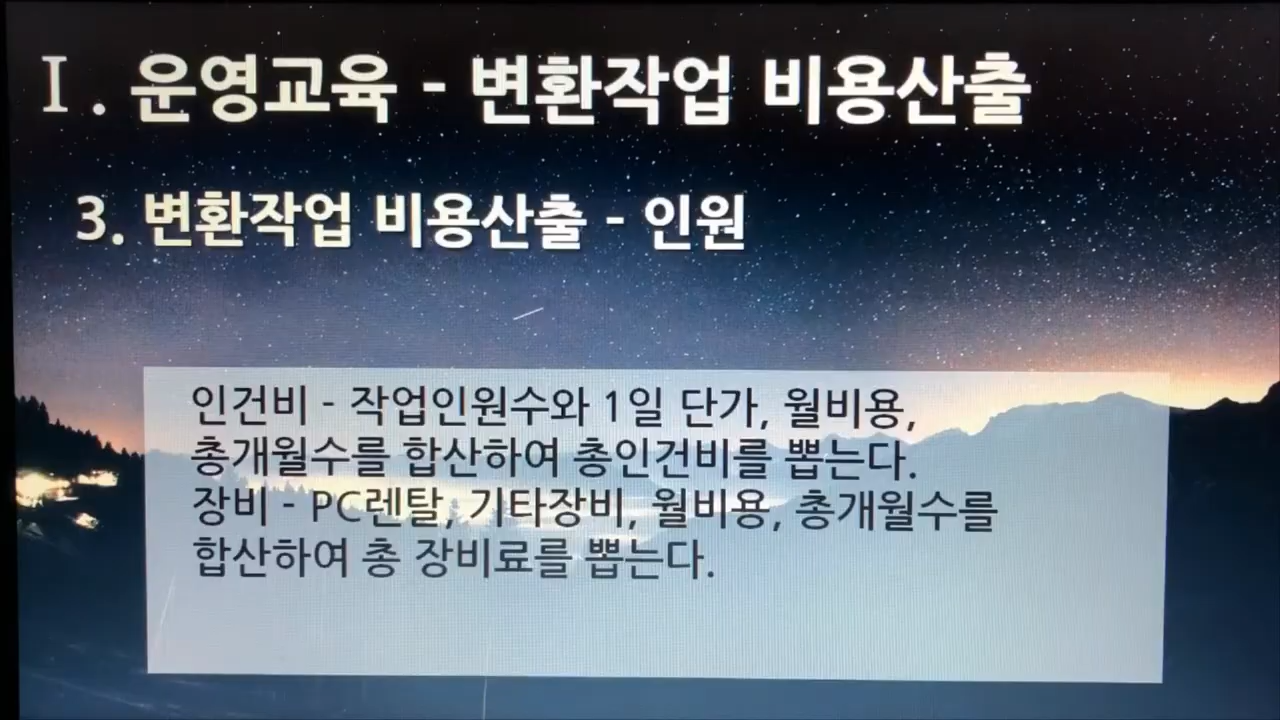 Ⅰ. 운영교육 - 변환작업 비용산출
3. 변환작업 비용산출 - 인원
인건비 - 작업인원수와 1일 단가, 월비용,
총개월수를 합산하여 총인건비를 뽑는다.
장비 - PC렌탈, 기타장비, 월비용, 총개월수를
합산하여 총 장비료를 뽑는다.